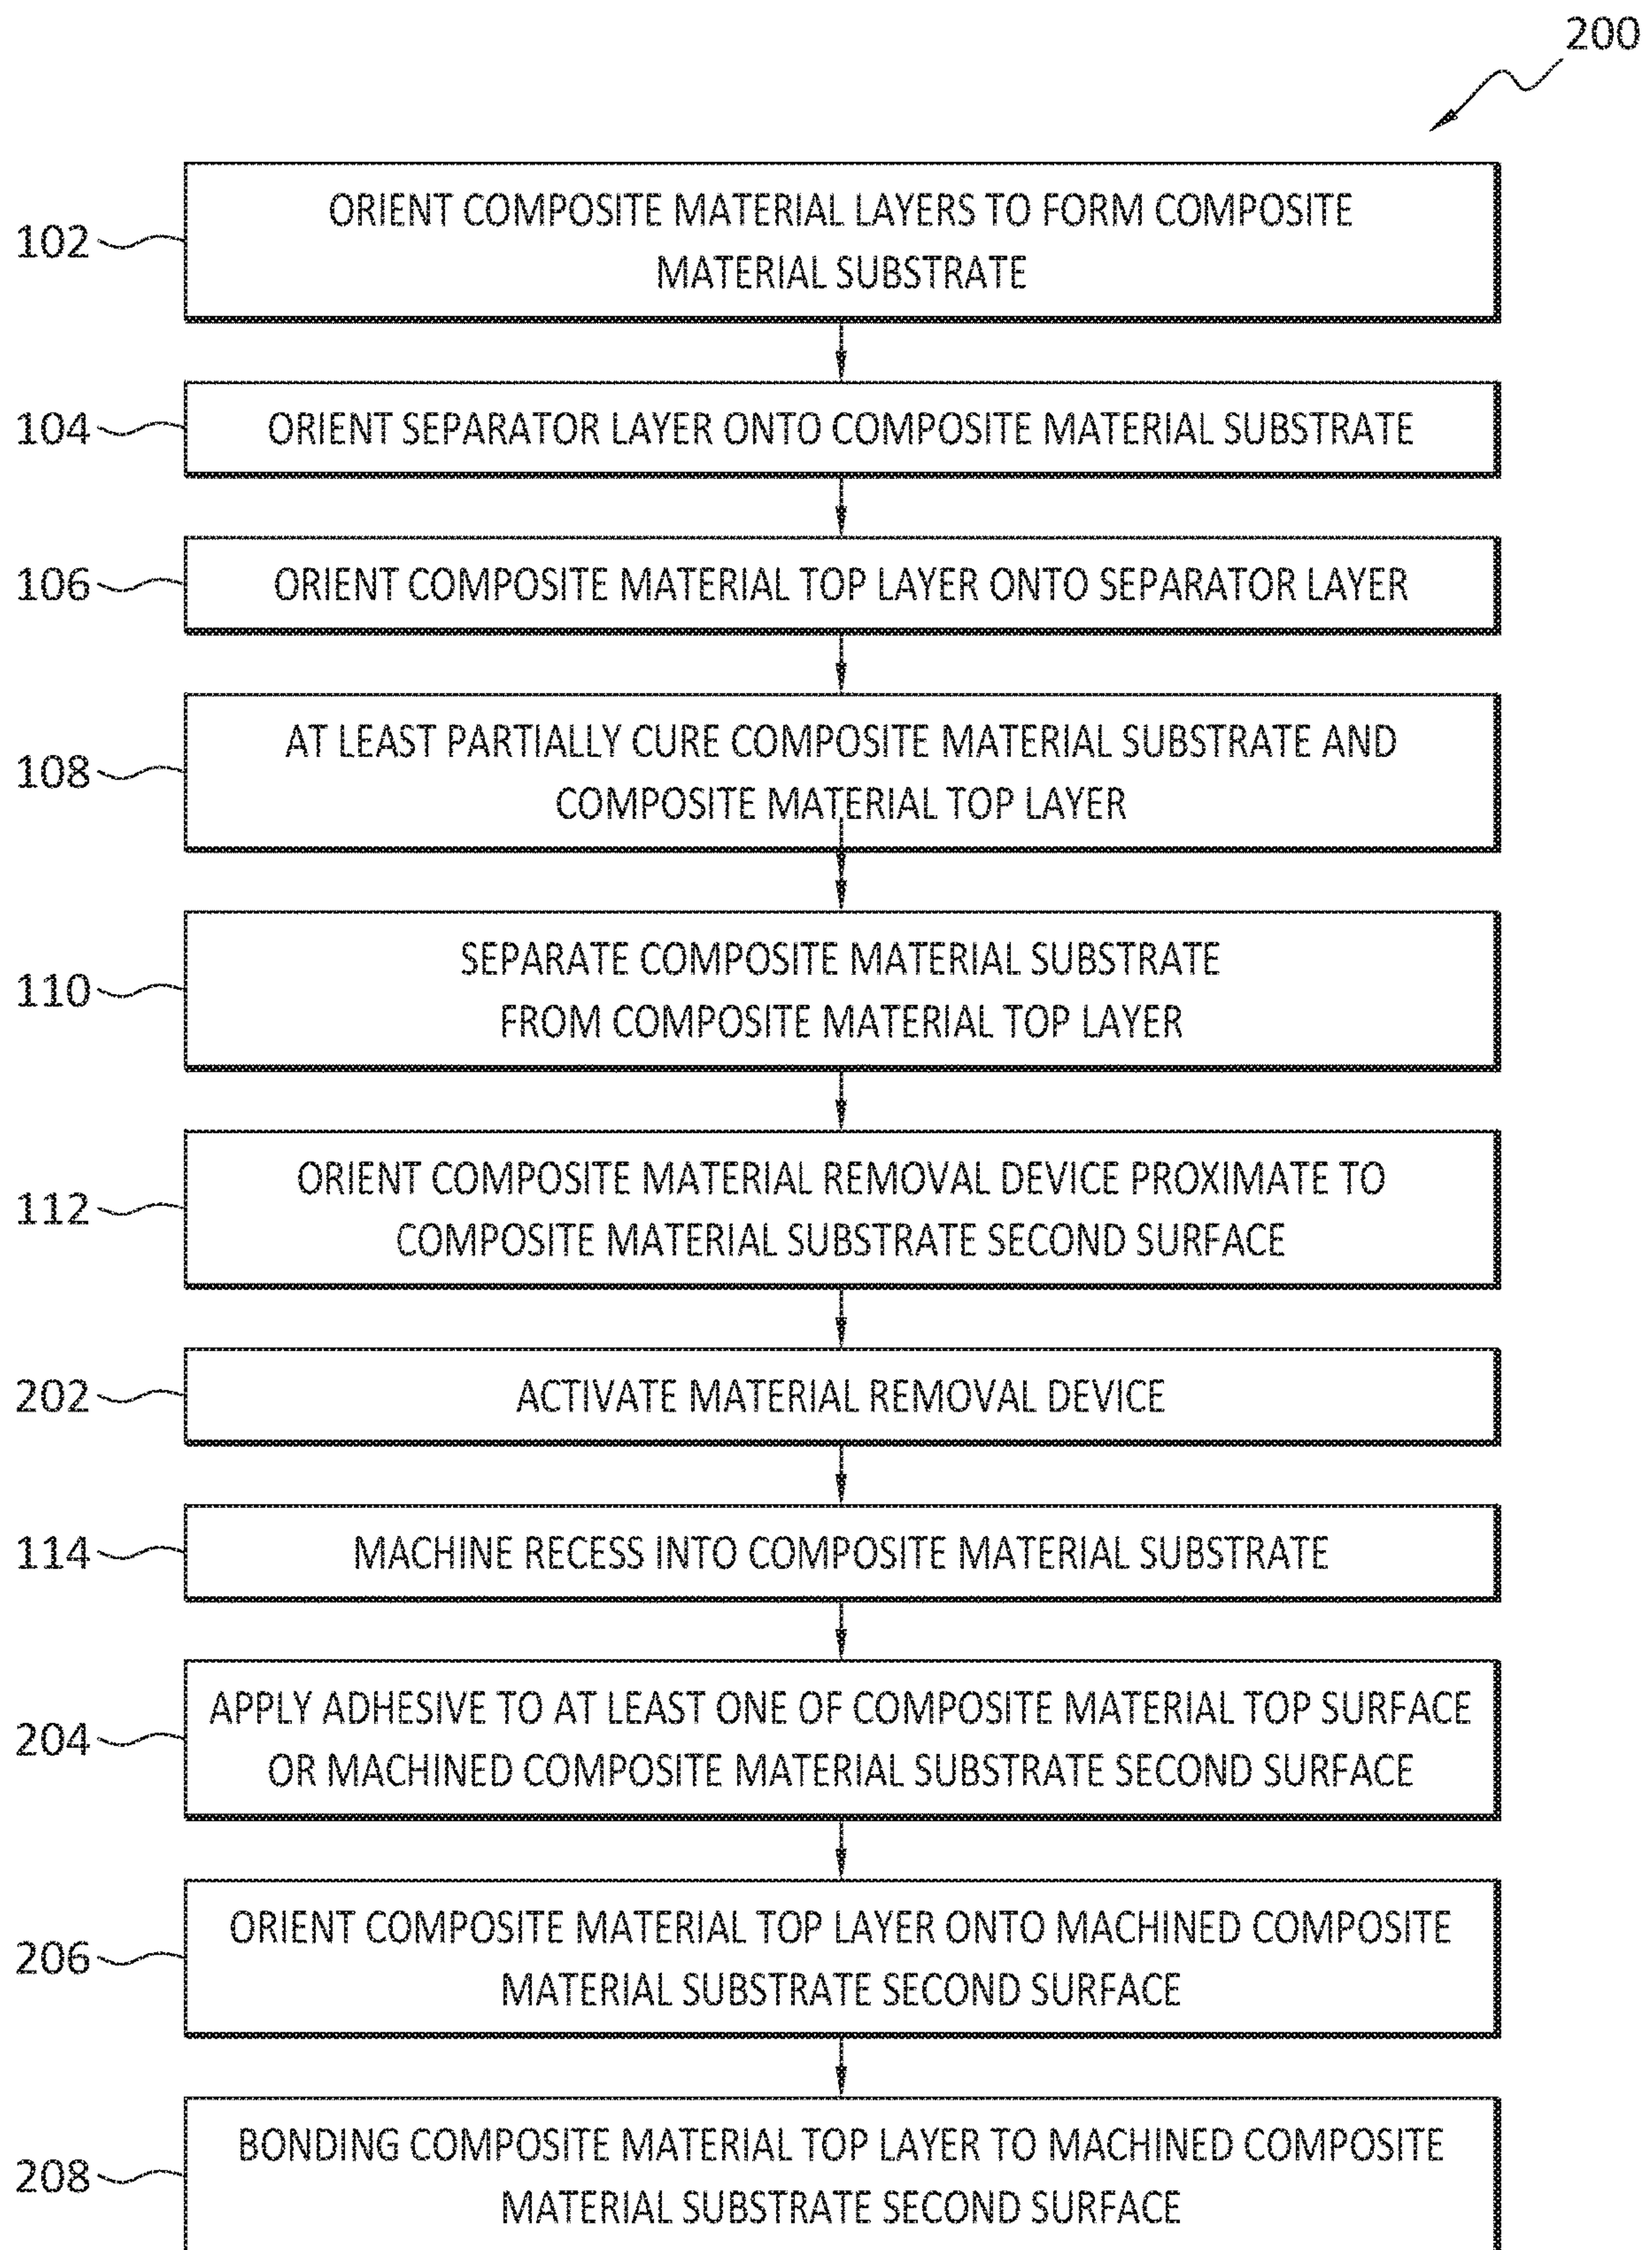 200
102
ORIENT COMPOSITE MATERIAL LAYERS TO FORM COMPOSITE
MATERIAL SUBSTRATE
104
ORIENT SEPARATOR LAYER ONTO COMPOSITE MATERIAL SUBSTRATE
106
ORIENT COMPOSITE MATERIAL TOP LAYER ONTO SEPARATOR LAYER
108
AT LEAST PARTIALLY CURE COMPOSITE MATERIAL SUBSTRATE AND
COMPOSITE MATERIAL TOP LAYER
110
SEPARATE COMPOSITE MATERIAL SUBSTRATE
FROM COMPOSITE MATERIAL TOP LAYER
112
ORIENT COMPOSITE MATERIAL REMOVAL DEVICE PROXIMATE TO
COMPOSITE MATERIAL SUBSTRATE SECOND SURFACE
202
ACTIVATE MATERIAL REMOVAL DEVICE
114
MACHINE RECESS INTO COMPOSITE MATERIAL SUBSTRATE
204
APPLY ADHESIVE TO AT LEAST ONE OF COMPOSITE MATERIAL TOP SURFACE
OR MACHINED COMPOSITE MATERIAL SUBSTRATE SECOND SURFACE
206
ORIENT COMPOSITE MATERIAL TOP LAYER ONTO MACHINED COMPOSITE
MATERIAL SUBSTRATE SECOND SURFACE
208
BONDING COMPOSITE MATERIAL TOP LAYER TO MACHINED COMPOSITE
MATERIAL SUBSTRATE SECOND SURFACE